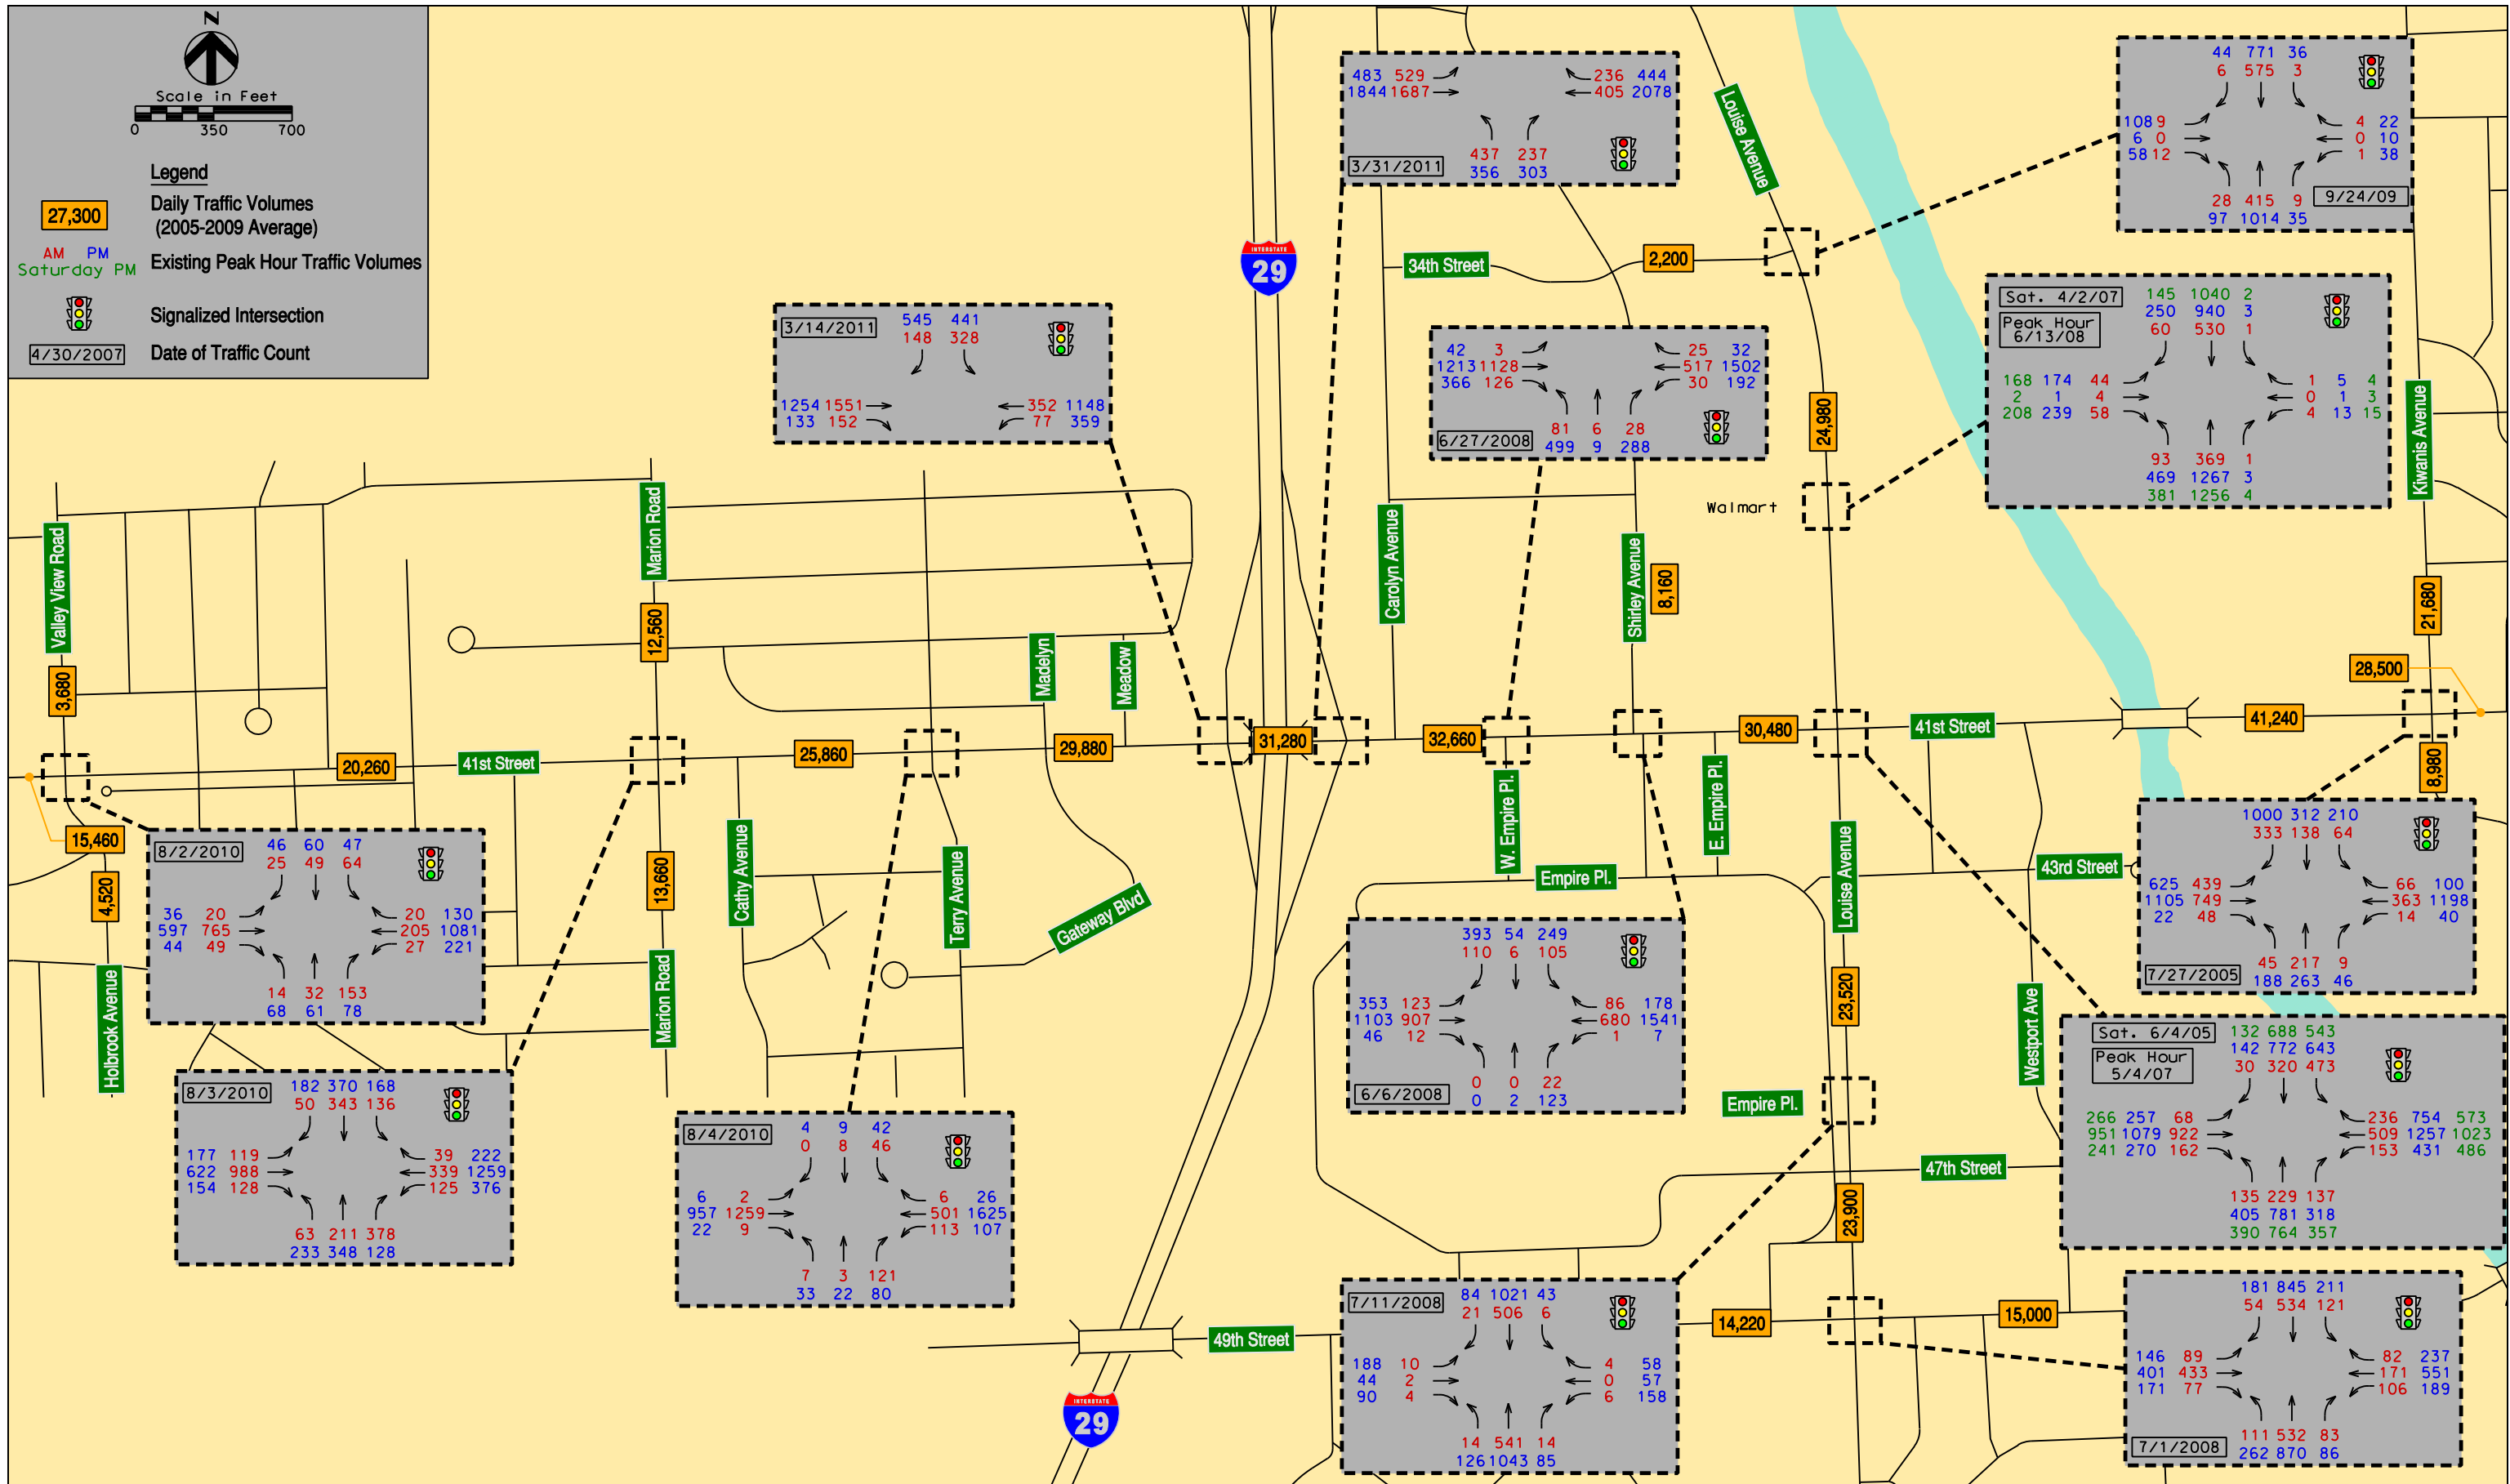 N
Scale in Feet
0 350 700
Legend
27,300
Daily Traffic Volumes
(2005-2009 Average)
AM PM
Saturday PM
Existing Peak Hour Traffic Volumes
Signalized Intersection
4/30/2007
Date of Traffic Count
483 529 236 444
1844 1687 405 2078
437 237
3/31/2011
356 303
44 771 36
6 575 3
108 9 4 22
6 0 0 10
58 12 1 38
28 415 9
9/24/09
97 1014 35
Louise Avenue
INTERSTATE
29
34th Street
2,200
Sat. 4/2/07
145 1040 2
250 940 3
Peak Hour
6/13/08
60 530 1
168 174 44 1 5 4
2 1 4 0 1 3
208 239 58 4 13 15
93 369 1
469 1267 3
381 1256 4
3/14/2011
545 441
148 328
1254 1551 352 1148
133 152 77 359
42 3 25 32
1213 1128 517 1502
366 126 30 192
81 6 28
6/27/2008
499 9 288
24,980
Kiwanis Avenue
Walmart
Valley View Road
Marion Road
Carolyn Avenue
Shirley Avenue
8,160
21,680
12,560
3,680
Madelyn
Meadow
28,500
20,260
41st Street
25,860
29,880
31,280
32,660
30,480
41st Street
41,240
8,980
15,460
4,520
13,660
Cathy Avenue
Terry Avenue
Gateway Blvd
W. Empire Pl.
E. Empire Pl.
Empire Pl.
Louise Avenue
43rd Street
8/2/2010
46 60 47
25 49 64
36 20 20 130
597 765 205 1081
44 49 27 221
14 32 153
68 61 78
1000 312 210
333 138 64
625 439 66 100
1105 749 363 1198
22 48 14 40
45 217 9
7/27/2005
188 263 46
393 54 249
110 6 105
353 123 86 178
1103 907 680 1541
46 12 1 7
0 0 22
6/6/2008
0 2 123
Holbrook Avenue
Marion Road
23,520
Westport Ave
Sat. 6/4/05
132 688 543
142 772 643
Peak Hour
5/4/07
30 320 473
266 257 68 236 754 573
951 1079 922 509 1257 1023
241 270 162 153 431 486
135 229 137
405 781 318
390 764 357
8/3/2010
182 370 168
50 343 136
177 119 39 222
622 988 339 1259
154 128 125 376
63 211 378
233 348 128
8/4/2010
4 9 42
0 8 46
6 2 6 26
957 1259 501 1625
22 9 113 107
7 3 121
33 22 80
Empire Pl.
47th Street
23,900
49th Street
14,220
15,000
7/11/2008
84 1021 43
21 506 6
188 10 4 58
44 2 0 57
90 4 6 158
14 541 14
126 1043 85
181 845 211
54 534 121
146 89 82 237
401 433 171 551
171 77 106 189
111 532 83
7/1/2008
262 870 86
INTERSTATE
29